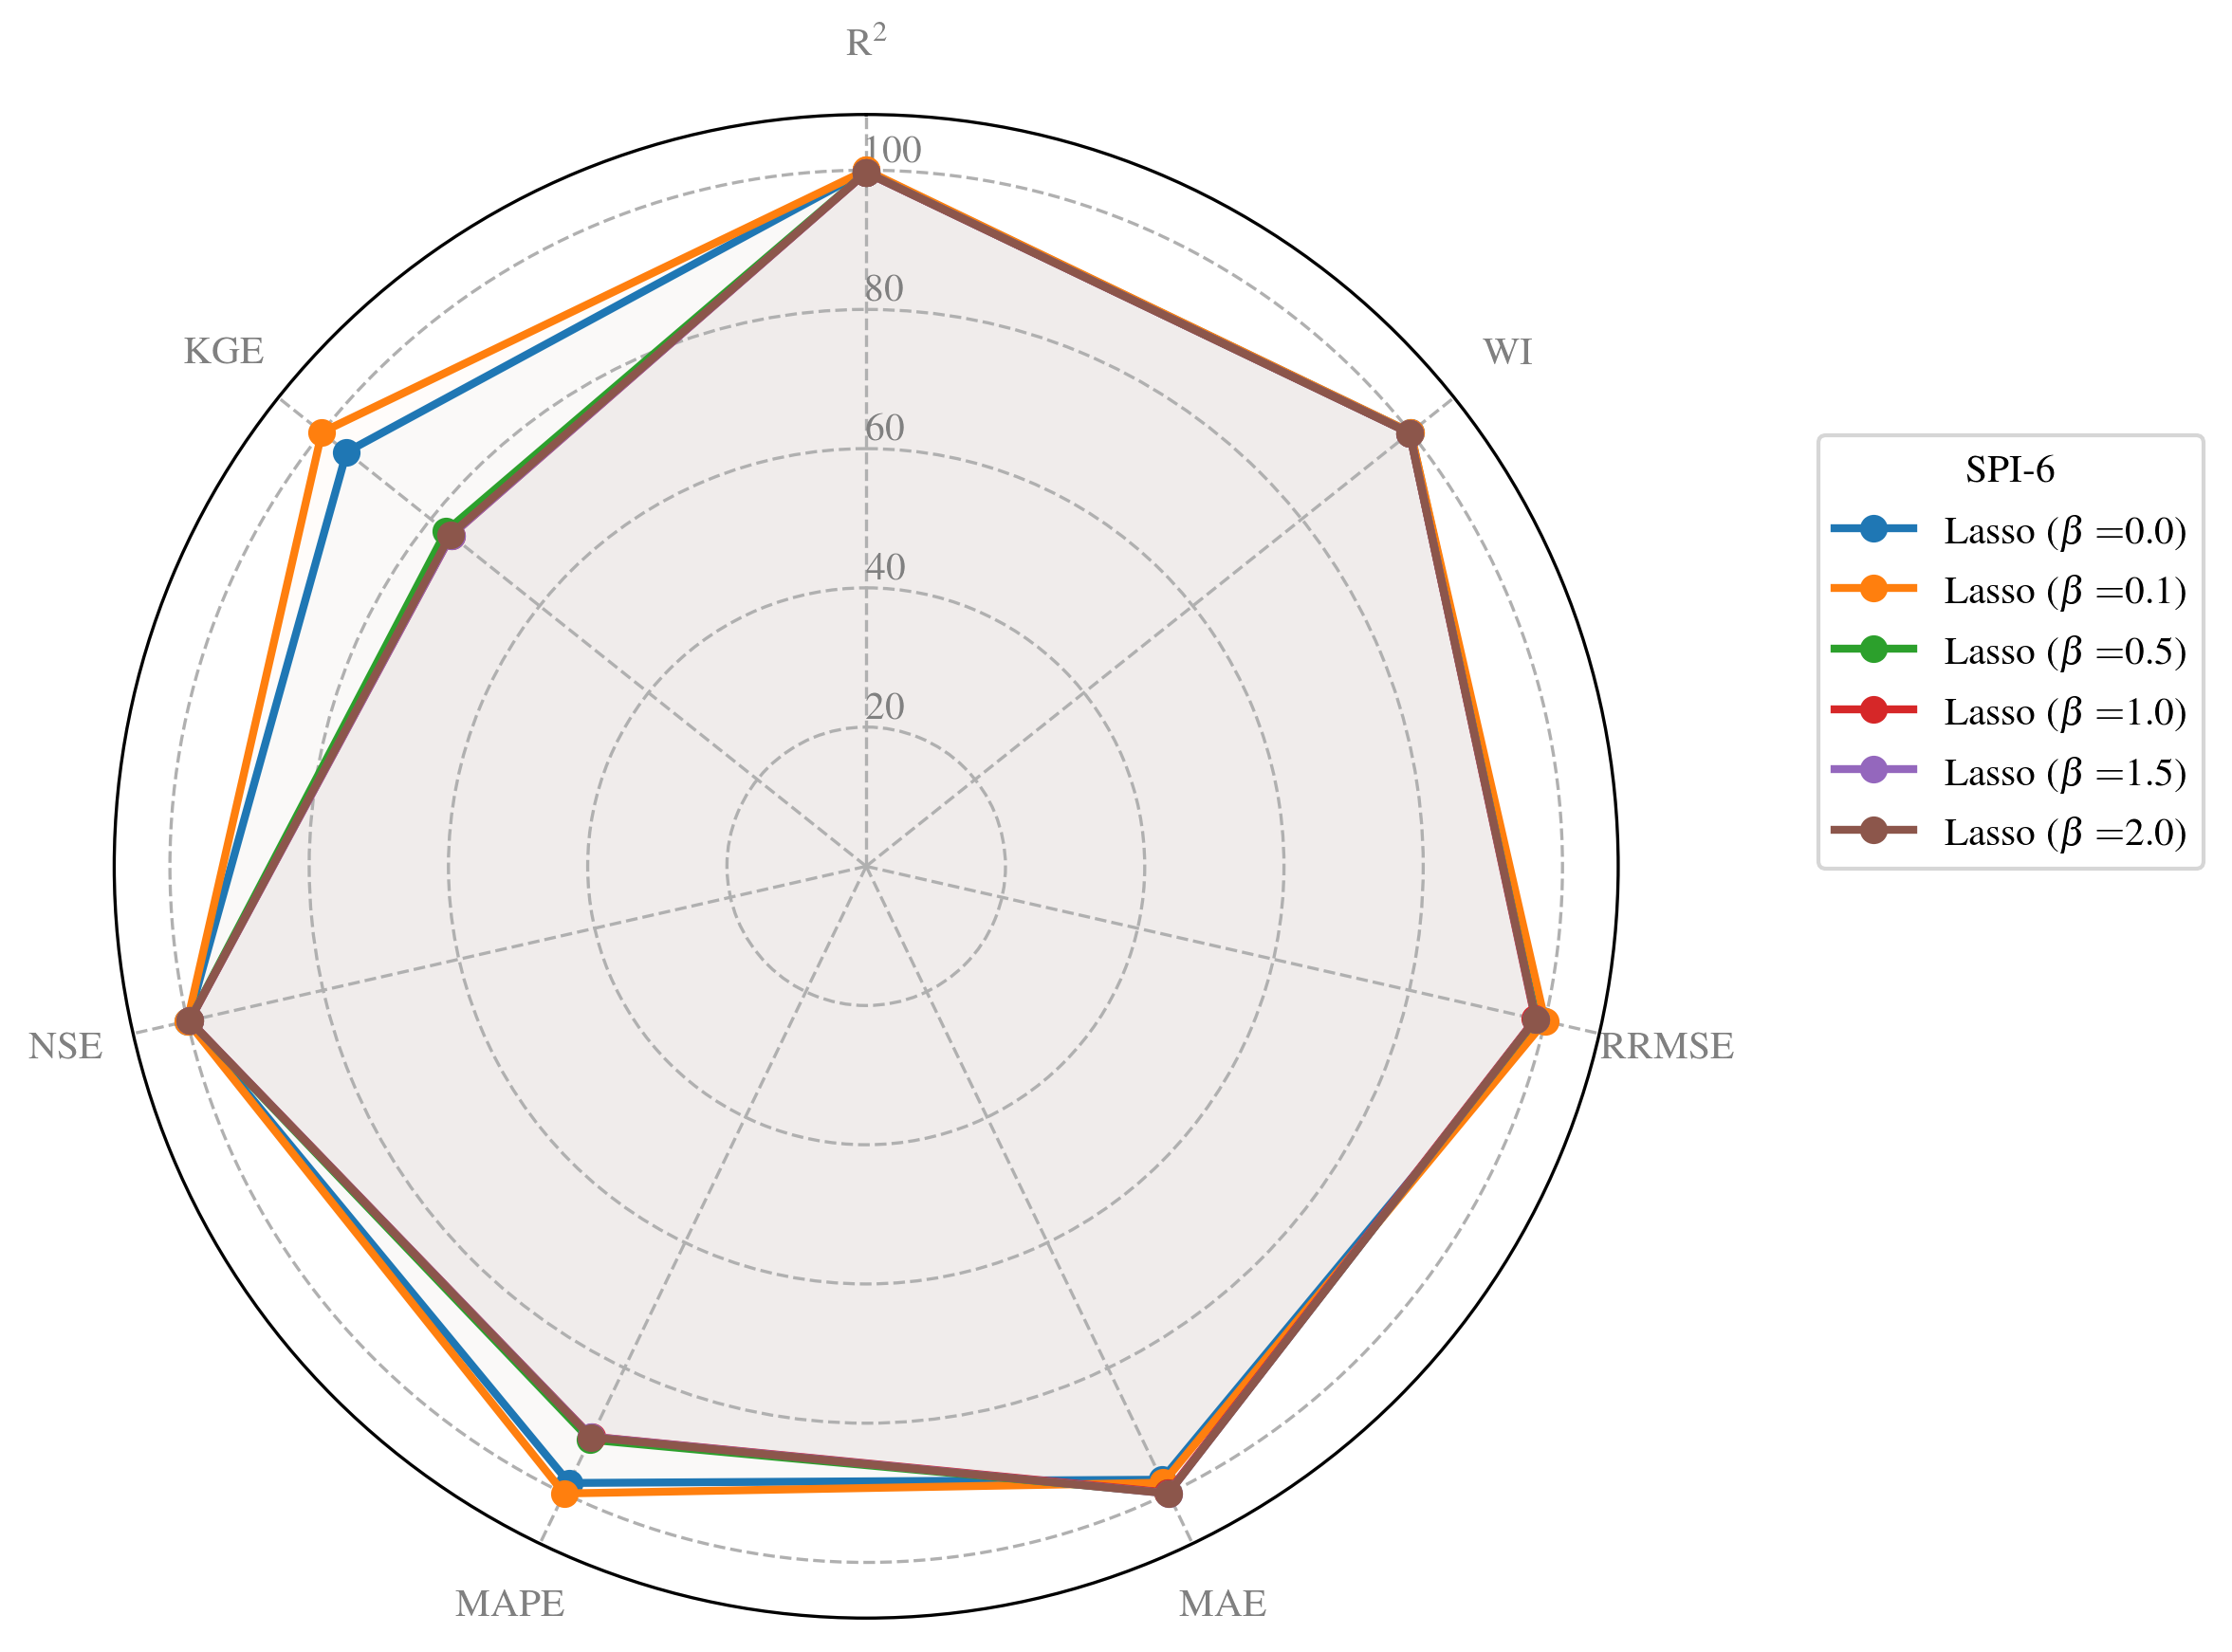 R²
100
80
60
40
20
KGE
WI
NSE
RRMSE
MAPE
MAE
SPI-6
Lasso (β =0.0)
Lasso (β =0.1)
Lasso (β =0.5)
Lasso (β =1.0)
Lasso (β =1.5)
Lasso (β =2.0)